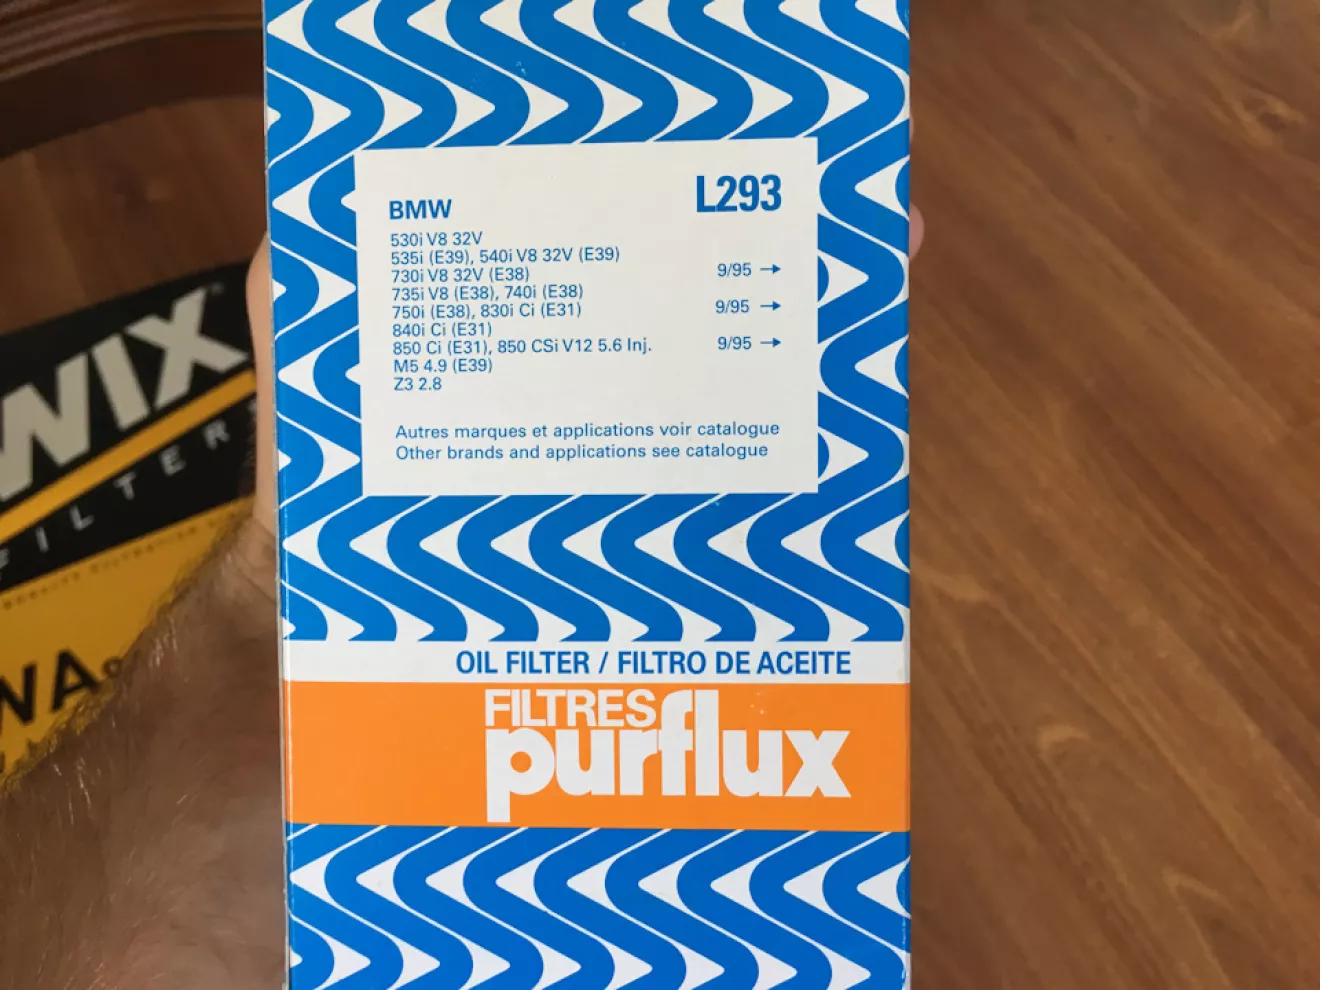 BMW
L293
530i V8 32V
535i (E39), 540i V8 32V (E39)
730i V8 32V (E38) 9/95 →
735i V8 (E38), 740i (E38)
750i (E38), 830i Ci (E31) 9/95 →
840i Ci (E31)
850 Ci (E31), 850 CSi V12 5.6 Inj. 9/95 →
M5 4.9 (E39)
Z3 2.8
Autres marques et applications voir catalogue
Other brands and applications see catalogue
OIL FILTER / FILTRO DE ACEITE
FILTRES
purflux
WIX
FILTER